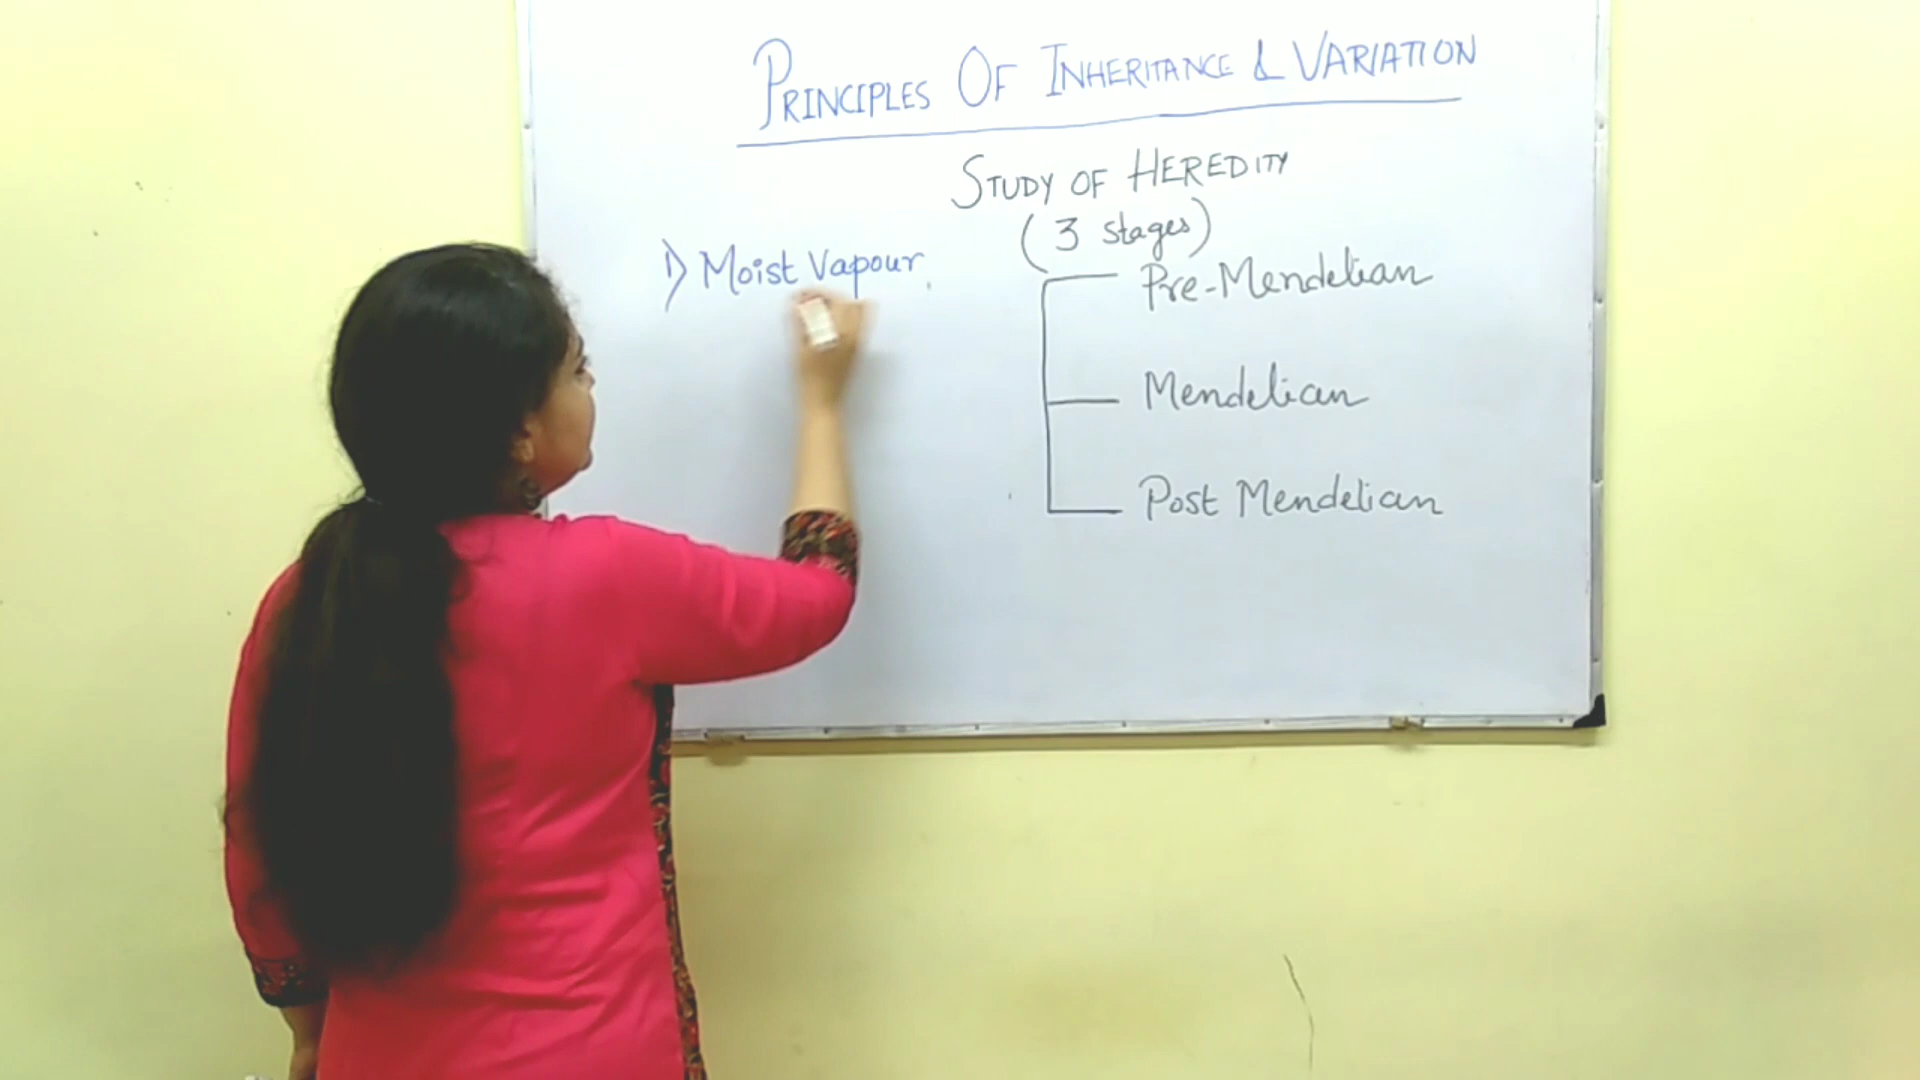 PRINCIPLES OF INHERITANCE & VARIATION
STUDY OF HEREDITY
(3 stages)
1) Moist Vapour
Pre-Mendelian
Mendelian
Post Mendelian